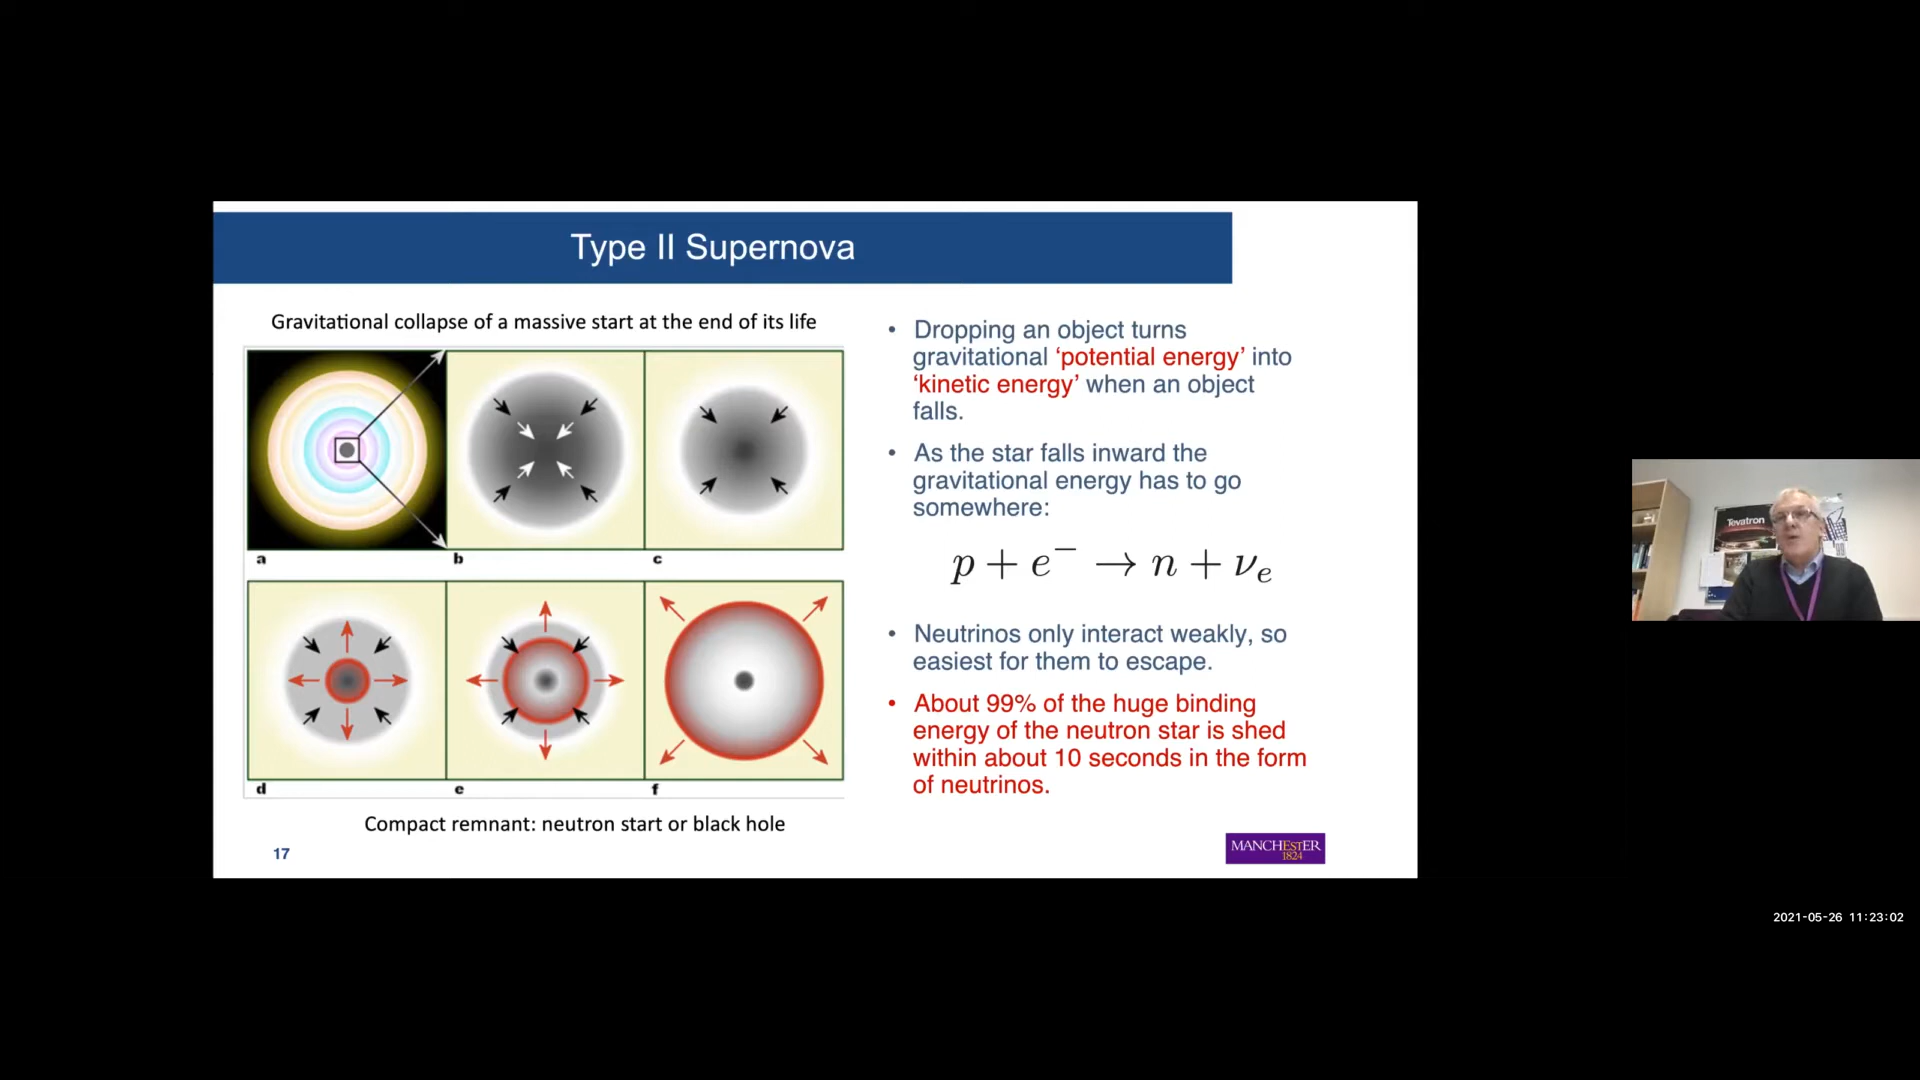 Type II Supernova
Gravitational collapse of a massive start at the end of its life
a
b
c
d
e
f
Compact remnant: neutron start or black hole
17
• Dropping an object turns
gravitational ‘potential energy’ into
‘kinetic energy’ when an object
falls.
• As the star falls inward the
gravitational energy has to go
somewhere:
p + e⁻ → n + νₑ
• Neutrinos only interact weakly, so
easiest for them to escape.
• About 99% of the huge binding
energy of the neutron star is shed
within about 10 seconds in the form
of neutrinos.
MANCHEstER
1824
Tevatron
2021-05-26 11:23:02